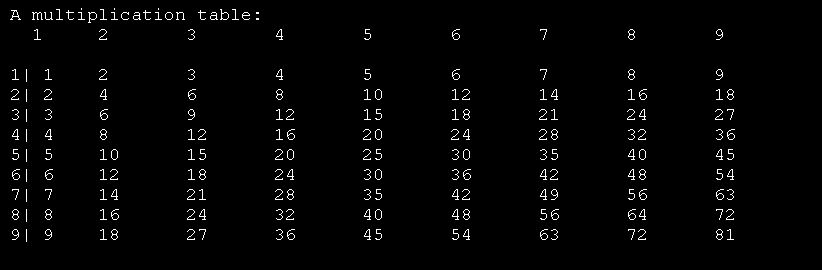 A multiplication table:
  1     2       3       4       5       6       7       8       9
1| 1    2       3       4       5       6       7       8       9
2| 2    4       6       8       10      12      14      16      18
3| 3    6       9       12      15      18      21      24      27
4| 4    8       12      16      20      24      28      32      36
5| 5    10      15      20      25      30      35      40      45
6| 6    12      18      24      30      36      42      48      54
7| 7    14      21      28      35      42      49      56      63
8| 8    16      24      32      40      48      56      64      72
9| 9    18      27      36      45      54      63      72      81